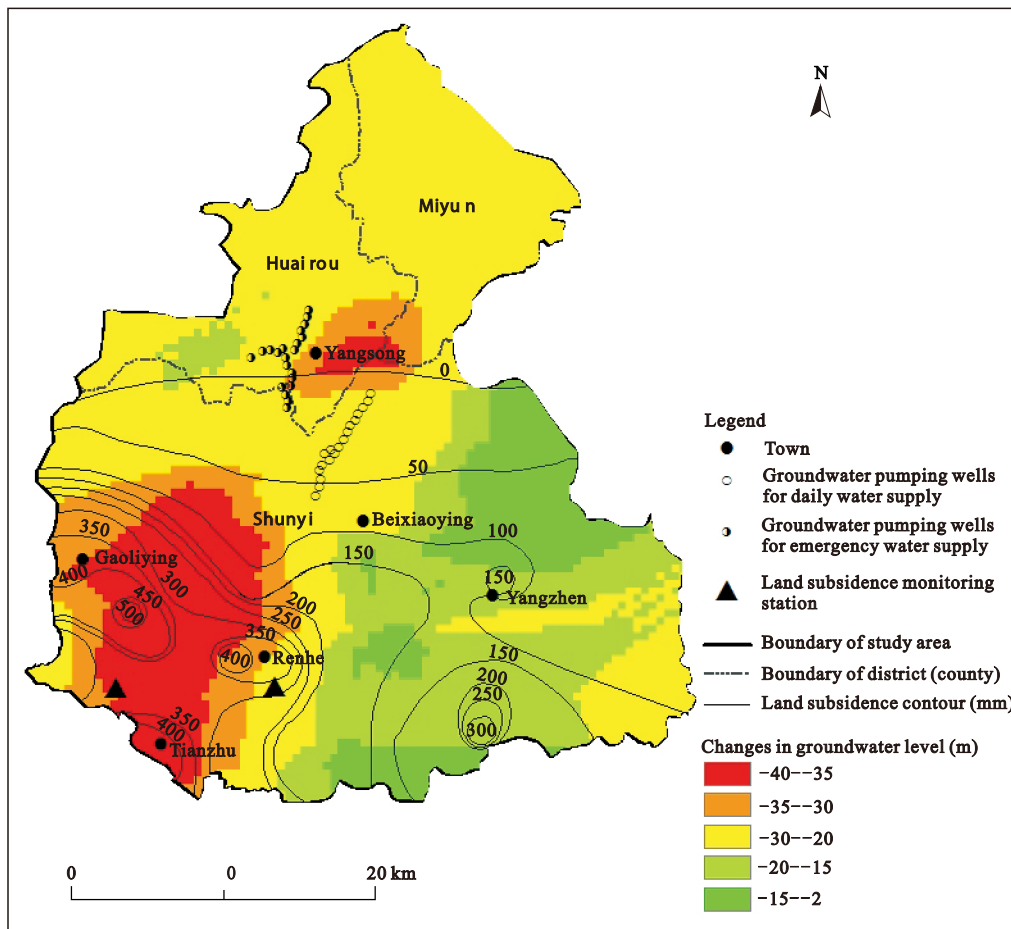 N
Miyu n
Huai rou
Yangsong
0
50
Shunyi
Beixiaoying
100
150
350
Gaoliying
400
300
450
500
150
Yangzhen
200
250
350
400
Renhe
150
200
250
300
350
400
Tianzhu
Legend
Town
Groundwater pumping wells
for daily water supply
Groundwater pumping wells
for emergency water supply
Land subsidence monitoring
station
Boundary of study area
Boundary of district (county)
Land subsidence contour (mm)
Changes in groundwater level (m)
-40--35
-35--30
-30--20
-20--15
-15--2
0 0 20 km